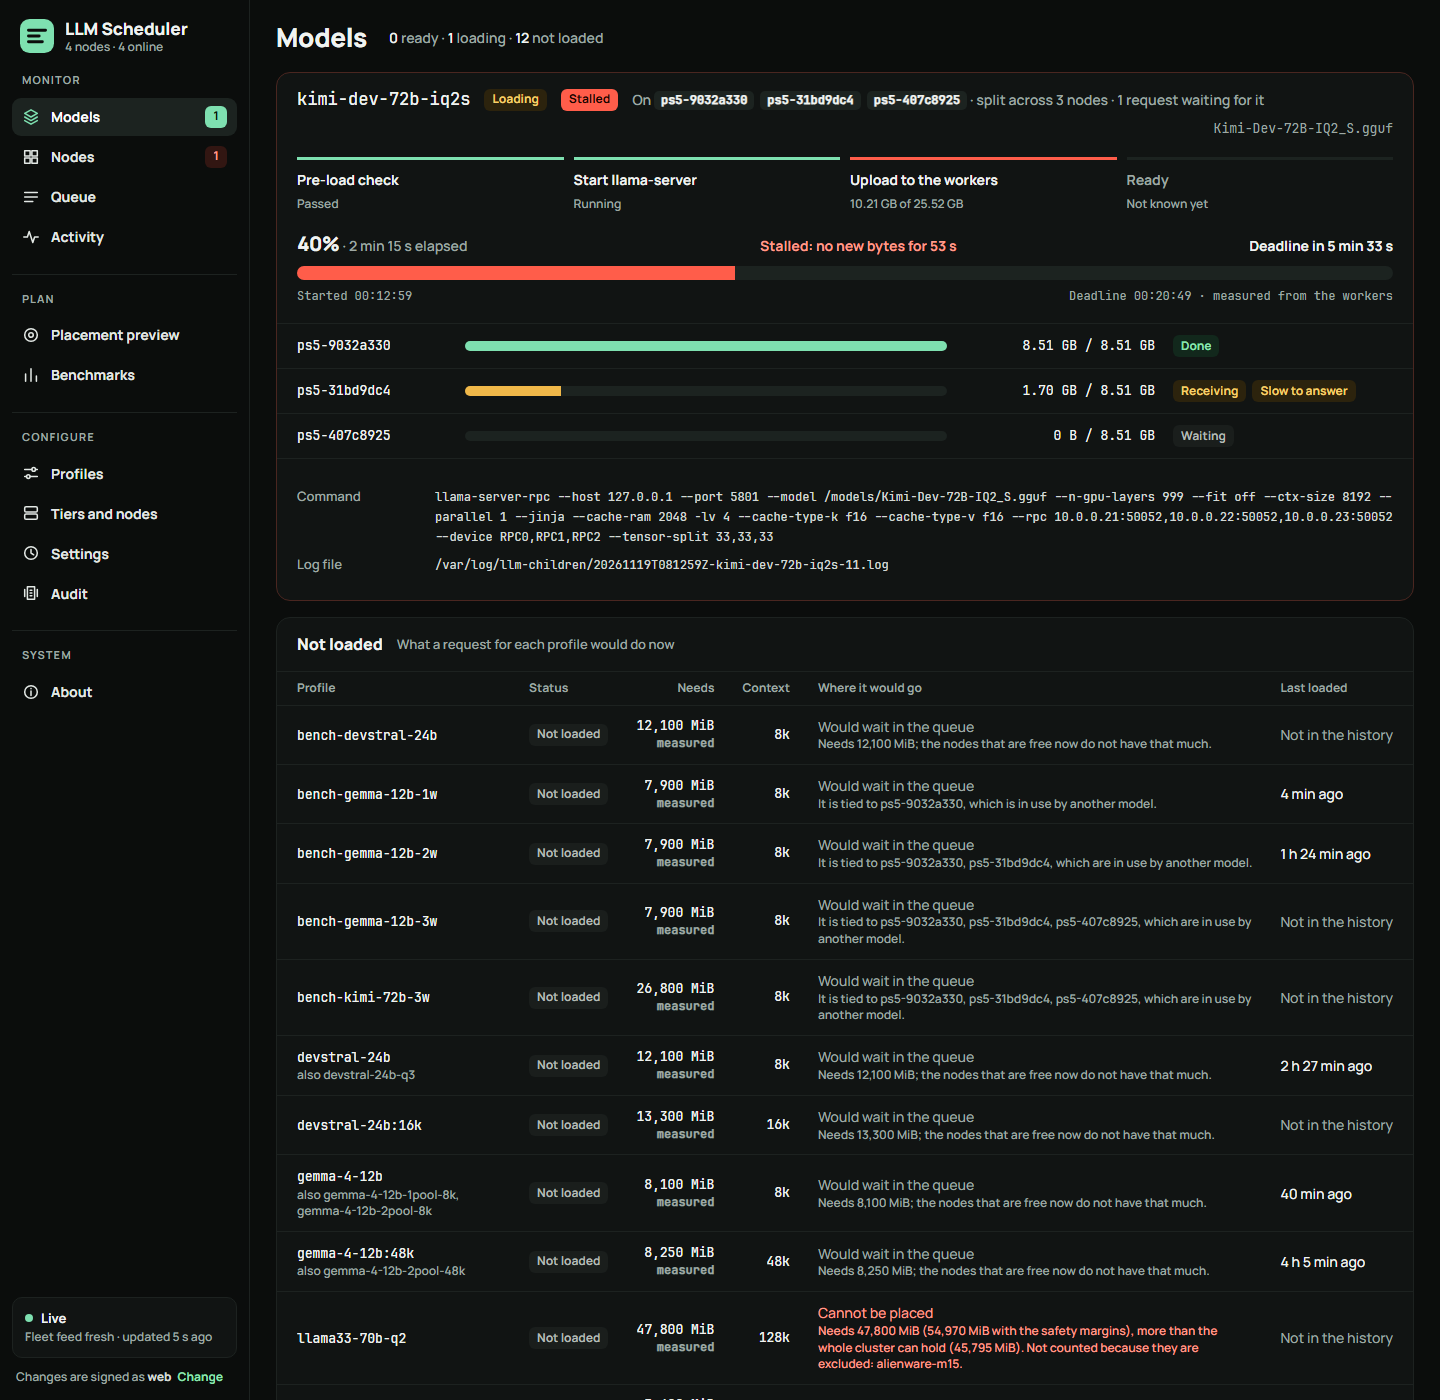 LLM Scheduler
4 nodes · 4 online
MONITOR
Models 1
Nodes 1
Queue
Activity
PLAN
Placement preview
Benchmarks
CONFIGURE
Profiles
Tiers and nodes
Settings
Audit
SYSTEM
About
Live
Fleet feed fresh · updated 5 s ago
Changes are signed as web Change
Models 0 ready · 1 loading · 12 not loaded
kimi-dev-72b-iq2s Loading Stalled On ps5-9032a330 ps5-31bd9dc4 ps5-407c8925 · split across 3 nodes · 1 request waiting for it
Kimi-Dev-72B-IQ2_S.gguf
Pre-load check Start llama-server Upload to the workers Ready
Passed Running 10.21 GB of 25.52 GB Not known yet
40% · 2 min 15 s elapsed Stalled: no new bytes for 53 s Deadline in 5 min 33 s
Started 00:12:59 Deadline 00:20:49 · measured from the workers
ps5-9032a330 8.51 GB / 8.51 GB Done
ps5-31bd9dc4 1.70 GB / 8.51 GB Receiving Slow to answer
ps5-407c8925 0 B / 8.51 GB Waiting
Command llama-server-rpc --host 127.0.0.1 --port 5801 --model /models/Kimi-Dev-72B-IQ2_S.gguf --n-gpu-layers 999 --fit off --ctx-size 8192 --
parallel 1 --jinja --cache-ram 2048 -lv 4 --cache-type-k f16 --cache-type-v f16 --rpc 10.0.0.21:50052,10.0.0.22:50052,10.0.0.23:50052
--device RPC0,RPC1,RPC2 --tensor-split 33,33,33
Log file /var/log/llm-children/20261119T081259Z-kimi-dev-72b-iq2s-11.log
Not loaded What a request for each profile would do now
Profile Status Needs Context Where it would go Last loaded
bench-devstral-24b Not loaded 12,100 MiB measured 8k Would wait in the queue Not in the history
Needs 12,100 MiB; the nodes that are free now do not have that much.
bench-gemma-12b-1w Not loaded 7,900 MiB measured 8k Would wait in the queue 4 min ago
It is tied to ps5-9032a330, which is in use by another model.
bench-gemma-12b-2w Not loaded 7,900 MiB measured 8k Would wait in the queue 1 h 24 min ago
It is tied to ps5-9032a330, ps5-31bd9dc4, which are in use by another model.
bench-gemma-12b-3w Not loaded 7,900 MiB measured 8k Would wait in the queue Not in the history
It is tied to ps5-9032a330, ps5-31bd9dc4, ps5-407c8925, which are in use by
another model.
bench-kimi-72b-3w Not loaded 26,800 MiB measured 8k Would wait in the queue Not in the history
It is tied to ps5-9032a330, ps5-31bd9dc4, ps5-407c8925, which are in use by
another model.
devstral-24b Not loaded 12,100 MiB measured 8k Would wait in the queue 2 h 27 min ago
also devstral-24b-q3 Needs 12,100 MiB; the nodes that are free now do not have that much.
devstral-24b:16k Not loaded 13,300 MiB measured 16k Would wait in the queue Not in the history
Needs 13,300 MiB; the nodes that are free now do not have that much.
gemma-4-12b Not loaded 8,100 MiB measured 8k Would wait in the queue 40 min ago
also gemma-4-12b-1pool-8k, Needs 8,100 MiB; the nodes that are free now do not have that much.
gemma-4-12b-2pool-8k
gemma-4-12b:48k Not loaded 8,250 MiB measured 48k Would wait in the queue 4 h 5 min ago
also gemma-4-12b-2pool-48k Needs 8,250 MiB; the nodes that are free now do not have that much.
llama33-70b-q2 Not loaded 47,800 MiB measured 128k Cannot be placed Not in the history
Needs 47,800 MiB (54,970 MiB with the safety margins), more than the
whole cluster can hold (45,795 MiB). Not counted because they are
excluded: alienware-m15.